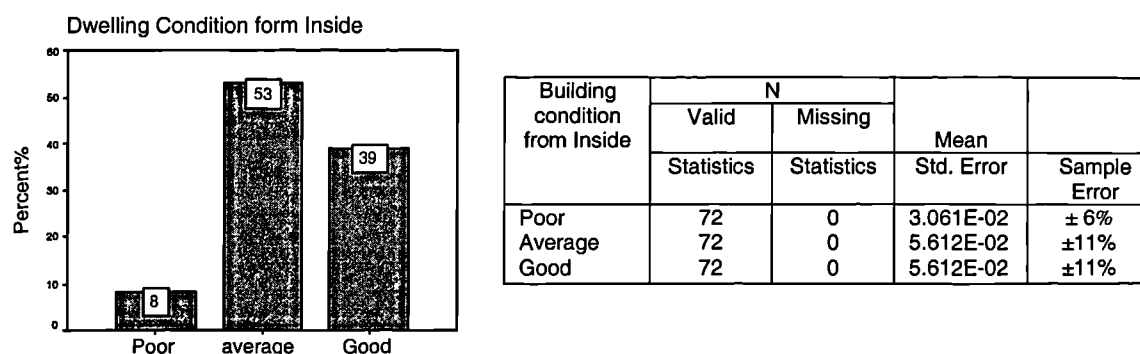 Dwelling Condition form Inside
Percent%
60
50
40
30
20
10
0
53
39
8
Poor average Good
Building condition from Inside
N
Valid Missing
Mean
Statistics Statistics Std. Error Sample Error
Poor 72 0 3.061E-02 ± 6%
Average 72 0 5.612E-02 ±11%
Good 72 0 5.612E-02 ±11%